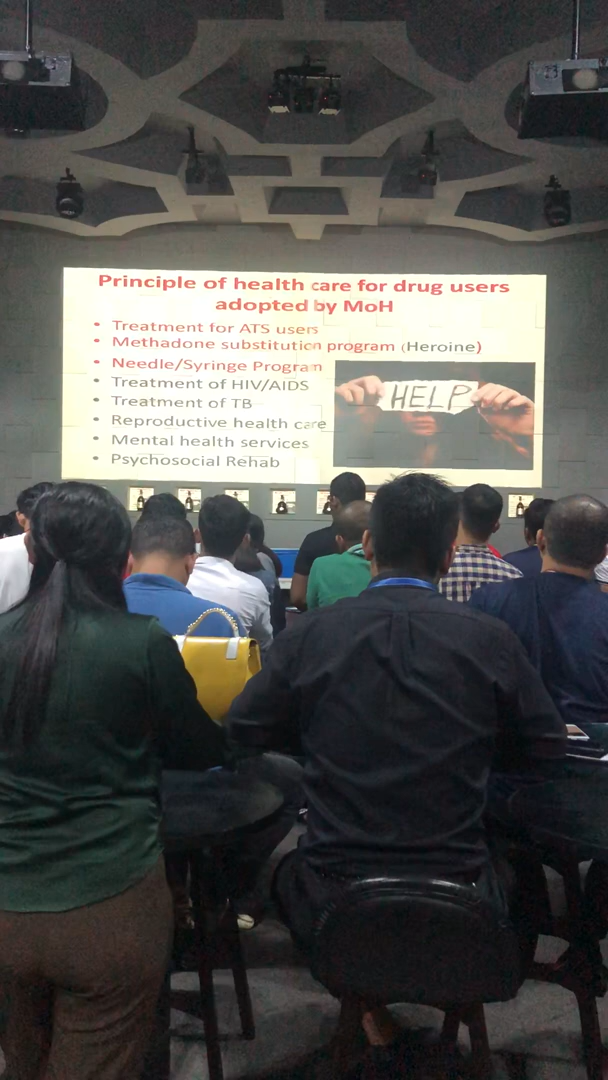 Principle of health care for drug users
adopted by MoH
• Treatment for ATS users
• Methadone substitution program (Heroine)
• Needle/Syringe Program
• Treatment of HIV/AIDS
• Treatment of TB
• Reproductive health care
• Mental health services
• Psychosocial Rehab
HELP